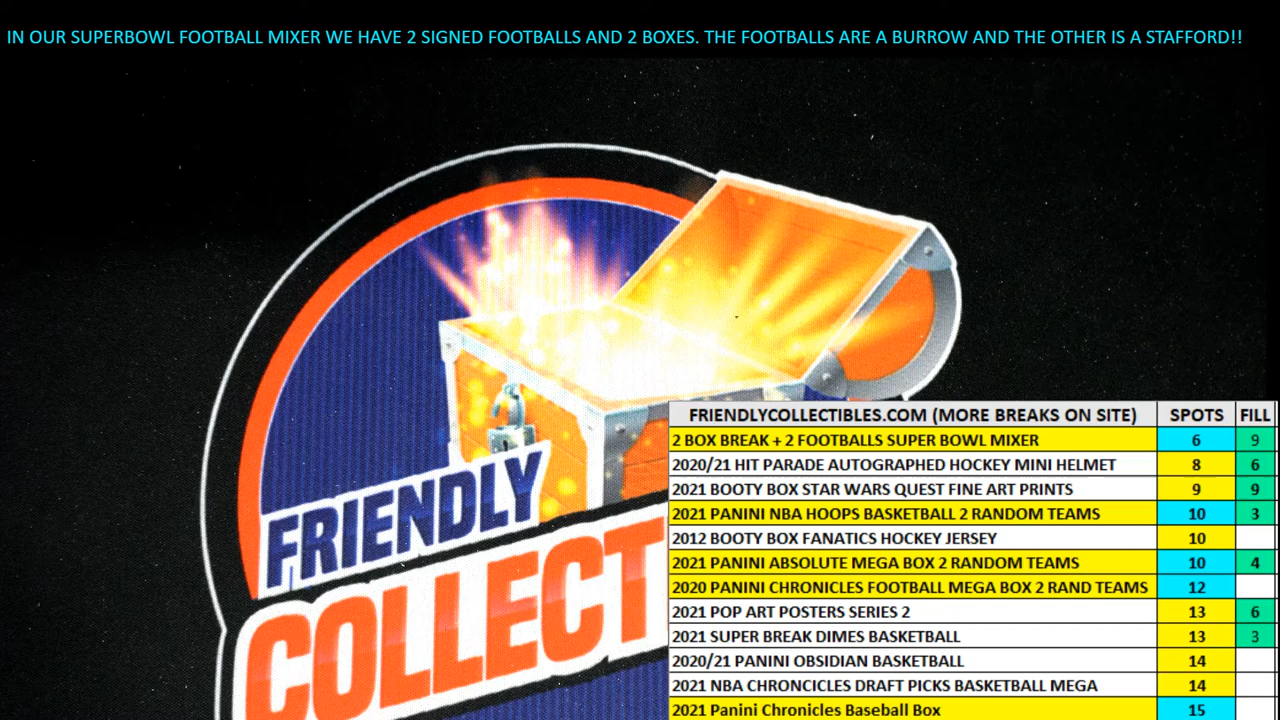 IN OUR SUPERBOWL FOOTBALL MIXER WE HAVE 2 SIGNED FOOTBALLS AND 2 BOXES. THE FOOTBALLS ARE A BURROW AND THE OTHER IS A STAFFORD!!
FRIENDLY
COLLECT
FRIENDLYCOLLECTIBLES.COM (MORE BREAKS ON SITE) SPOTS FILL
2 BOX BREAK + 2 FOOTBALLS SUPER BOWL MIXER 6 9
2020/21 HIT PARADE AUTOGRAPHED HOCKEY MINI HELMET 8 6
2021 BOOTY BOX STAR WARS QUEST FINE ART PRINTS 9 9
2021 PANINI NBA HOOPS BASKETBALL 2 RANDOM TEAMS 10 3
2012 BOOTY BOX FANATICS HOCKEY JERSEY 10
2021 PANINI ABSOLUTE MEGA BOX 2 RANDOM TEAMS 10 4
2020 PANINI CHRONICLES FOOTBALL MEGA BOX 2 RAND TEAMS 12
2021 POP ART POSTERS SERIES 2 13 6
2021 SUPER BREAK DIMES BASKETBALL 13 3
2020/21 PANINI OBSIDIAN BASKETBALL 14
2021 NBA CHRONCICLES DRAFT PICKS BASKETBALL MEGA 14
2021 Panini Chronicles Baseball Box 15